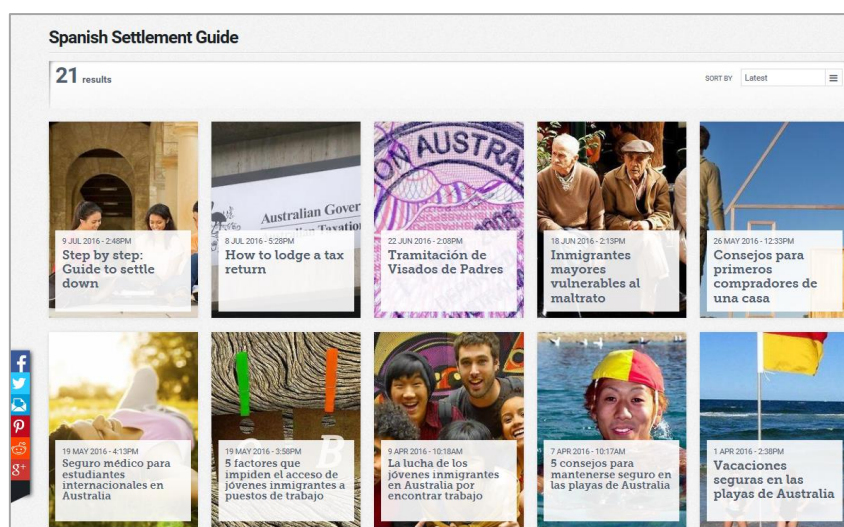 Spanish Settlement Guide
21 results
SORT BY Latest
AUSTRA
Australian Gover
Taxation
9 JUL 2016 - 2:48PM
Step by step:
Guide to settle
down
8 JUL 2016 - 5:28PM
How to lodge a tax
return
22 JUN 2016 - 2:08PM
Tramitación de
Visados de Padres
18 JUN 2016 - 2:13PM
Inmigrantes
mayores
vulnerables al
maltrato
26 MAY 2016 - 12:33PM
Consejos para
primeros
compradores de
una casa
19 MAY 2016 - 4:13PM
Seguro médico para
estudiantes
internacionales en
Australia
19 MAY 2016 - 3:58PM
5 factores que
impiden el acceso de
jóvenes inmigrantes a
puestos de trabajo
9 APR 2016 - 10:18AM
La lucha de los
jóvenes inmigrantes
en Australia por
encontrar trabajo
7 APR 2016 - 10:17AM
5 consejos para
mantenerse seguro en
las playas de Australia
1 APR 2016 - 2:38PM
Vacaciones
seguras en las
playas de Australia